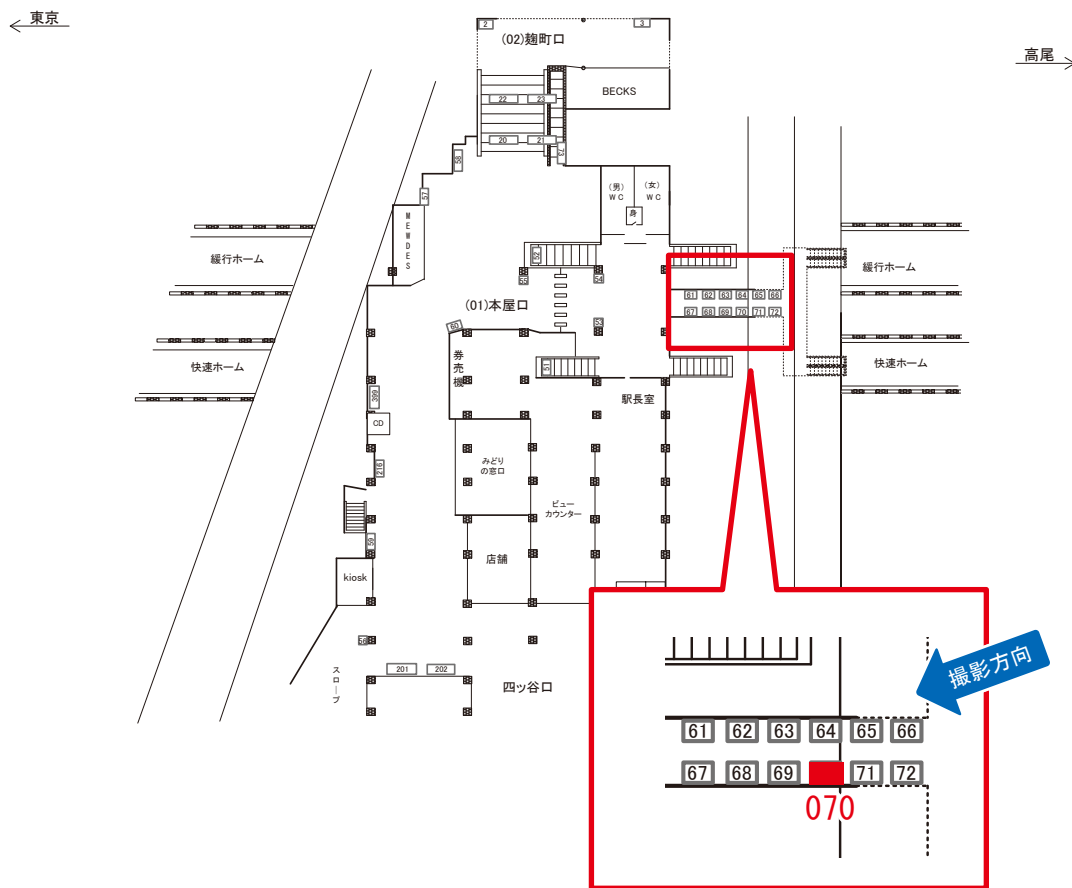 東京
高尾
2
3
(02)麹町口
BECKS
22
23
20
21
73
58
57
NEWDES
(男)
WC
(女)
WC
身
52
55
54
緩行ホーム
緩行ホーム
(01)本屋口
61 62 63 64 65 66
67 68 69 70 71 72
60
53
51
快速ホーム
快速ホーム
券売機
駅長室
399
CD
みどり
の窓口
216
ビュー
カウンター
59
店舗
kiosk
56
スロープ
201
202
四ッ谷口
撮影方向
61 62 63 64 65 66
67 68 69 71 72
070